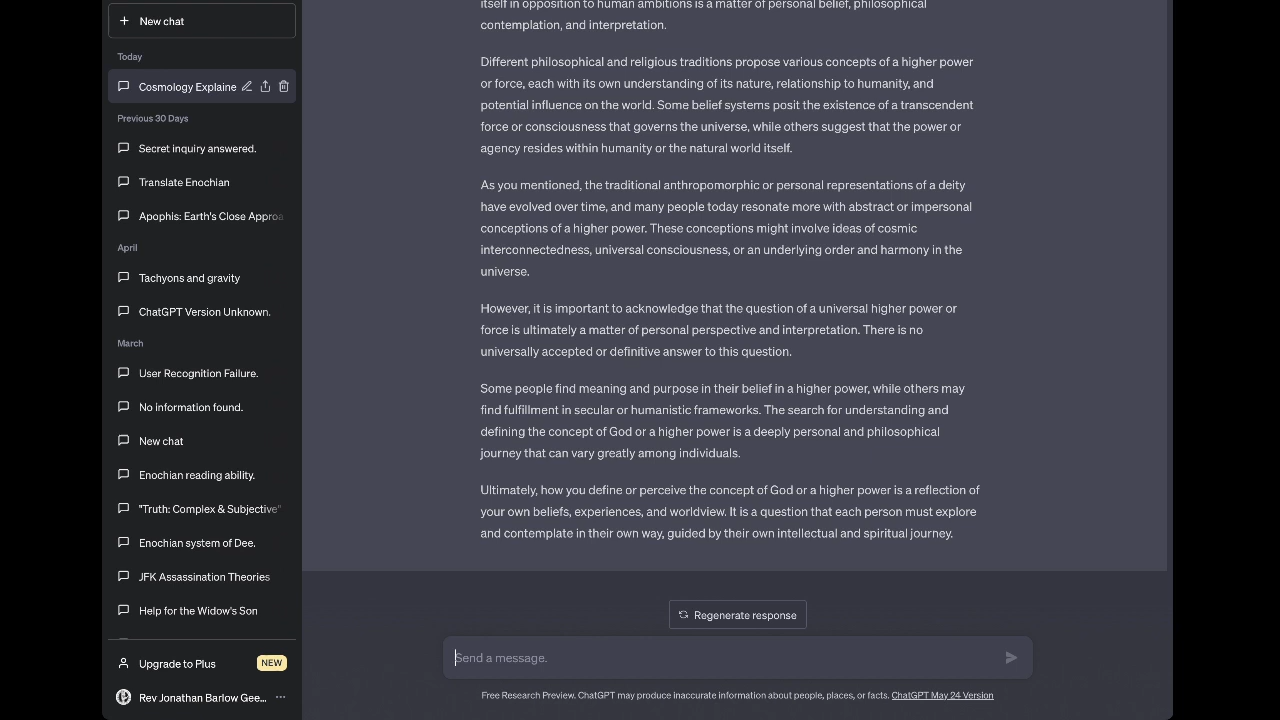 New chat
Today
Cosmology Explaine
Previous 30 Days
Secret inquiry answered.
Translate Enochian
Apophis: Earth's Close Approa
April
Tachyons and gravity
ChatGPT Version Unknown.
March
User Recognition Failure.
No information found.
New chat
Enochian reading ability.
"Truth: Complex & Subjective"
Enochian system of Dee.
JFK Assassination Theories
Help for the Widow's Son
Upgrade to Plus NEW
Rev Jonathan Barlow Gee...
itself in opposition to human ambitions is a matter of personal belief, philosophical
contemplation, and interpretation.
Different philosophical and religious traditions propose various concepts of a higher power
or force, each with its own understanding of its nature, relationship to humanity, and
potential influence on the world. Some belief systems posit the existence of a transcendent
force or consciousness that governs the universe, while others suggest that the power or
agency resides within humanity or the natural world itself.
As you mentioned, the traditional anthropomorphic or personal representations of a deity
have evolved over time, and many people today resonate more with abstract or impersonal
conceptions of a higher power. These conceptions might involve ideas of cosmic
interconnectedness, universal consciousness, or an underlying order and harmony in the
universe.
However, it is important to acknowledge that the question of a universal higher power or
force is ultimately a matter of personal perspective and interpretation. There is no
universally accepted or definitive answer to this question.
Some people find meaning and purpose in their belief in a higher power, while others may
find fulfillment in secular or humanistic frameworks. The search for understanding and
defining the concept of God or a higher power is a deeply personal and philosophical
journey that can vary greatly among individuals.
Ultimately, how you define or perceive the concept of God or a higher power is a reflection of
your own beliefs, experiences, and worldview. It is a question that each person must explore
and contemplate in their own way, guided by their own intellectual and spiritual journey.
Regenerate response
Send a message.
Free Research Preview. ChatGPT may produce inaccurate information about people, places, or facts. ChatGPT May 24 Version